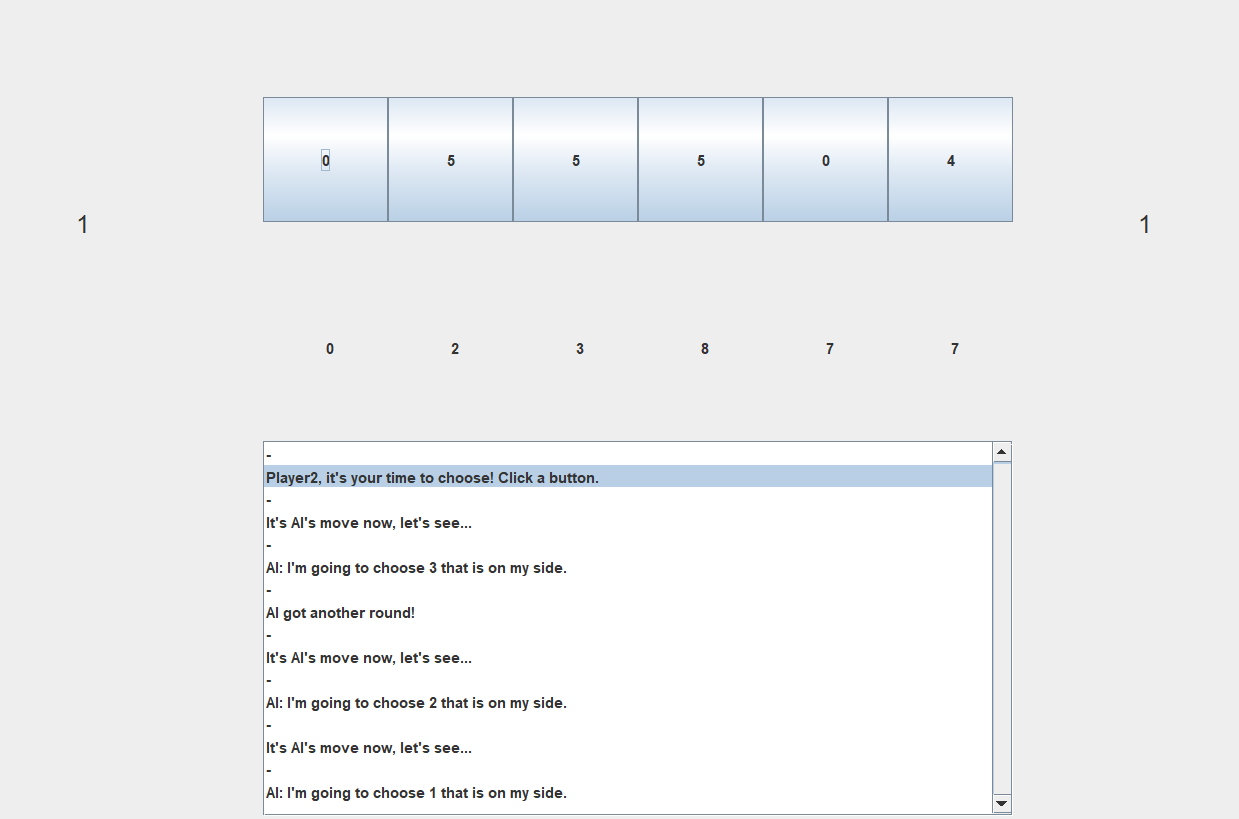 0 5 5 5 0 4
1 1
0 2 3 8 7 7
-
Player2, it's your time to choose! Click a button.
-
It's AI's move now, let's see...
-
AI: I'm going to choose 3 that is on my side.
-
AI got another round!
-
It's AI's move now, let's see...
-
AI: I'm going to choose 2 that is on my side.
-
It's AI's move now, let's see...
-
AI: I'm going to choose 1 that is on my side.